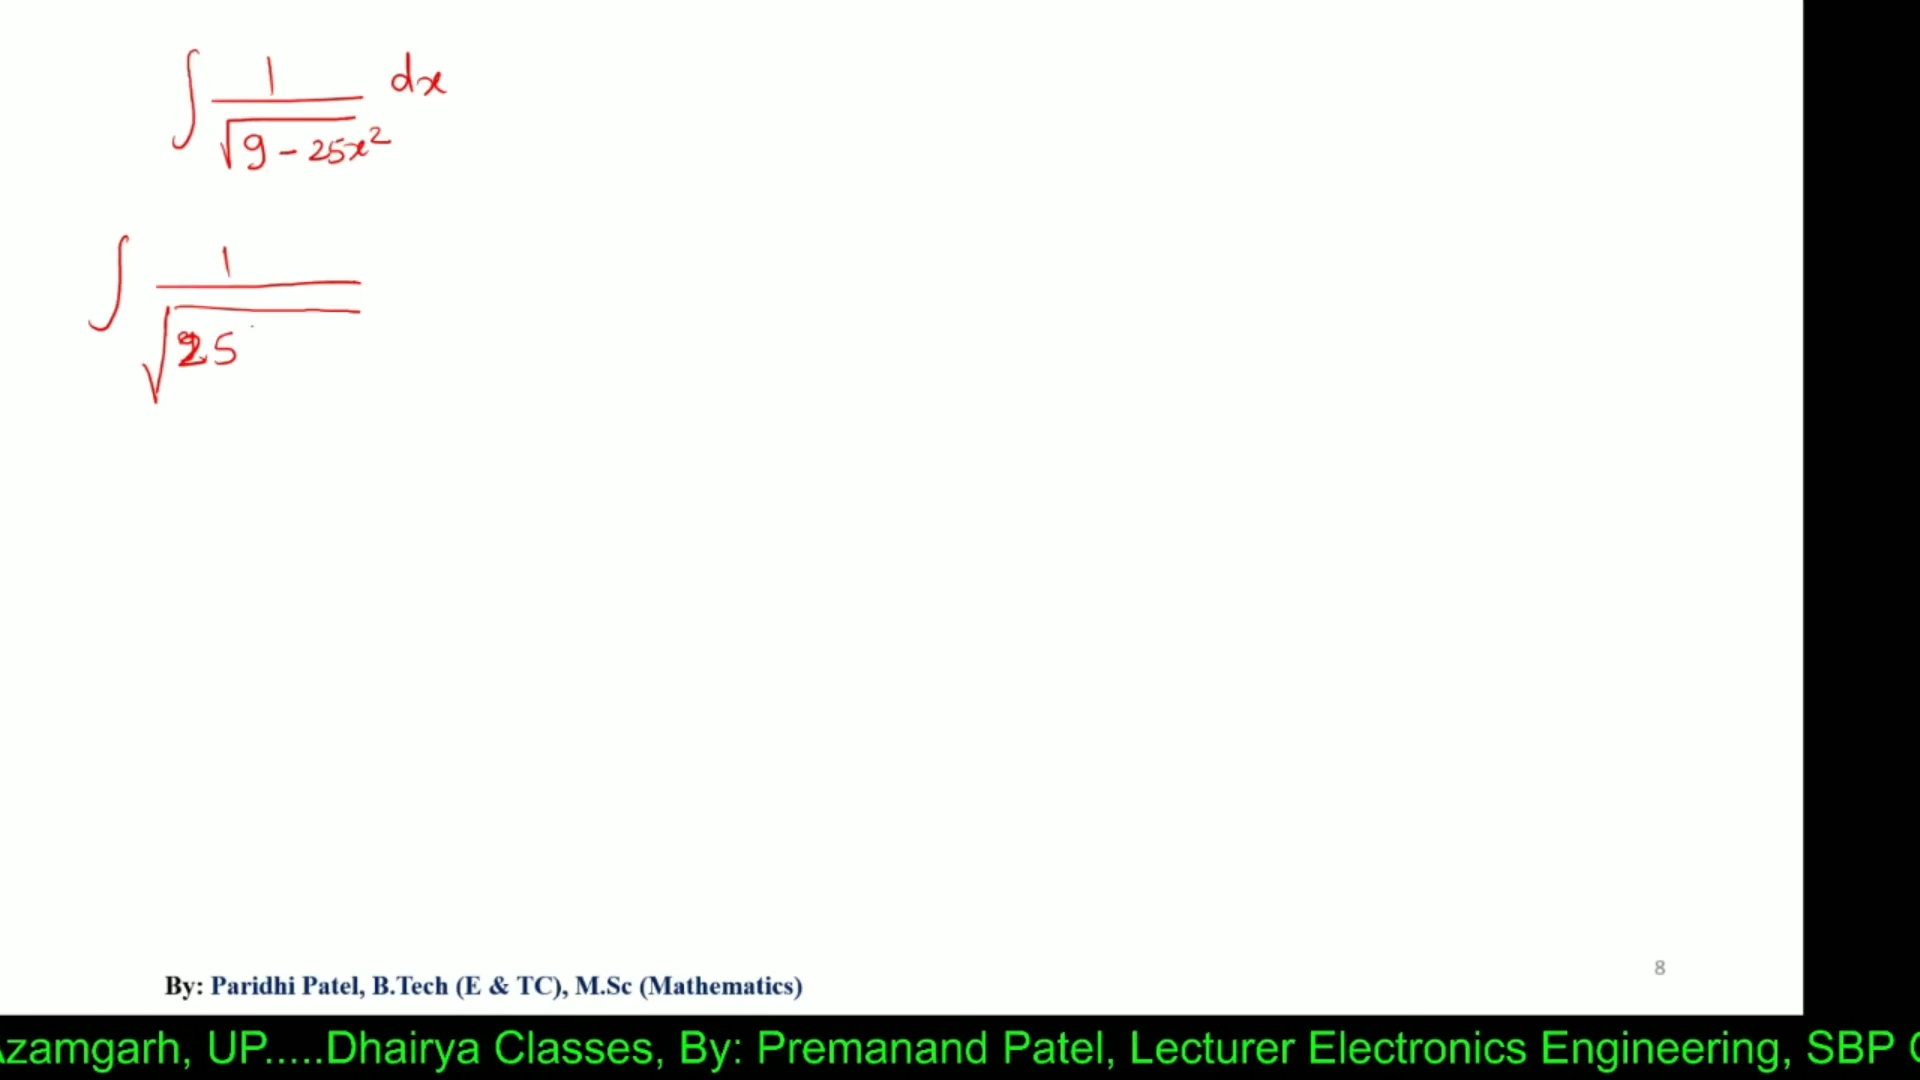 ∫ 1/√(9 - 25x²) dx
∫ 1/√(25
8
By: Paridhi Patel, B.Tech (E & TC), M.Sc (Mathematics)
Azamgarh, UP.....Dhairya Classes, By: Premanand Patel, Lecturer Electronics Engineering, SBP